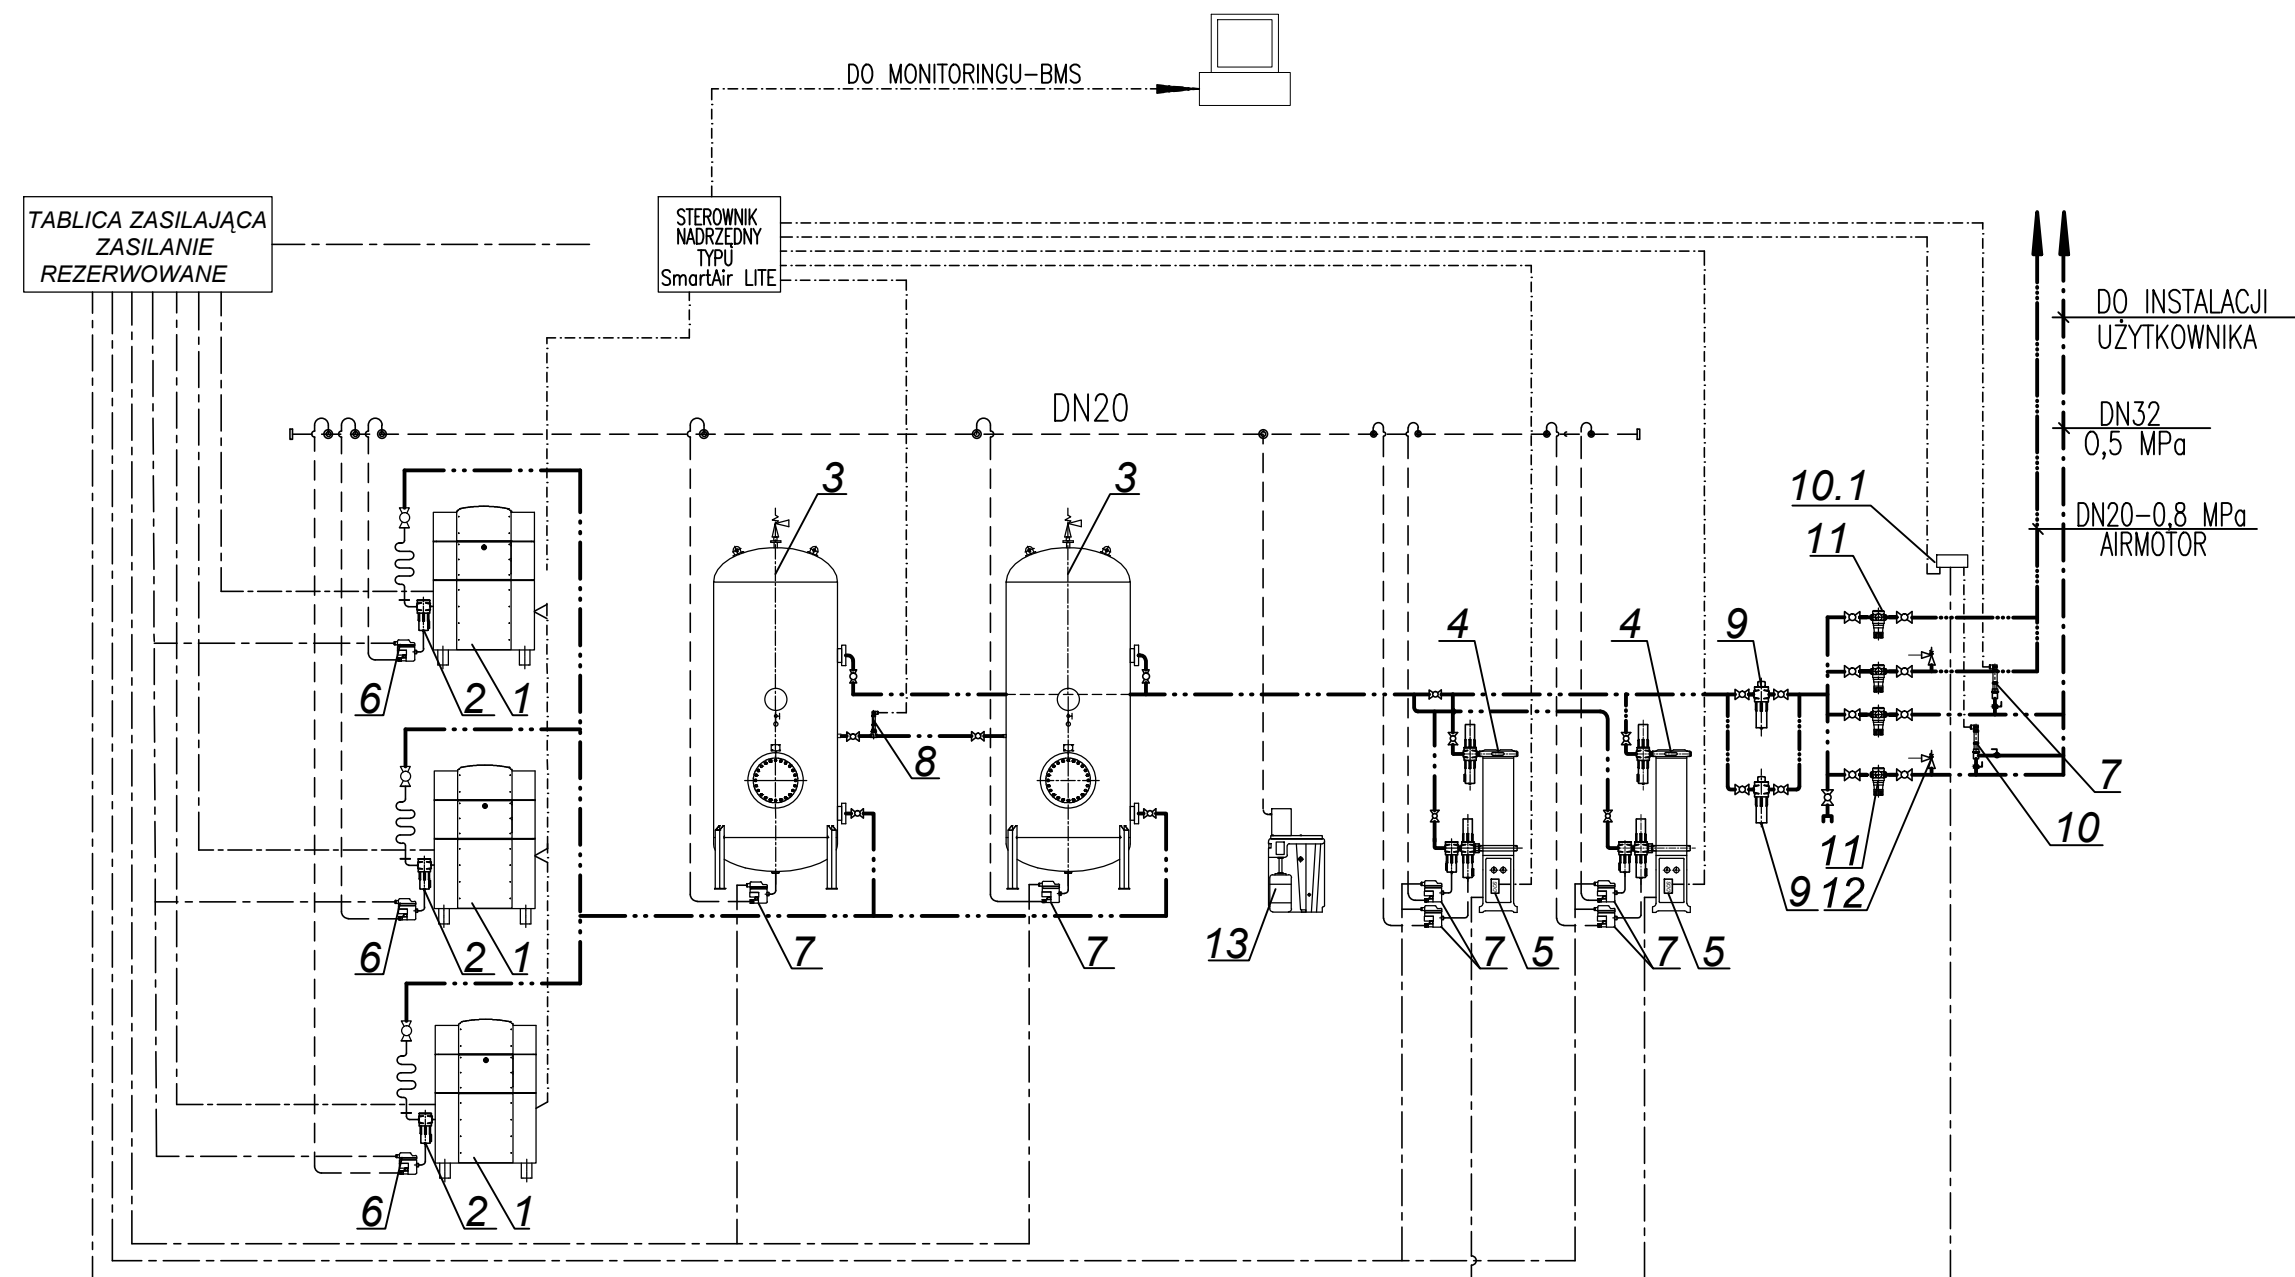 DO MONITORINGU-BMS
TABLICA ZASILAJĄCA
ZASILANIE
REZERWOWANE
STEROWNIK
NADRZĘDNY
TYPU
SmartAir LITE
DO INSTALACJI
UŻYTKOWNIKA
DN20
DN32
0,5 MPa
DN20-0,8 MPa
AIRMOTOR
3
3
10.1
11
4
4
9
6
2
1
8
7
10
11
9
12
6
2
1
7
7
13
7
5
7
5
6
2
1